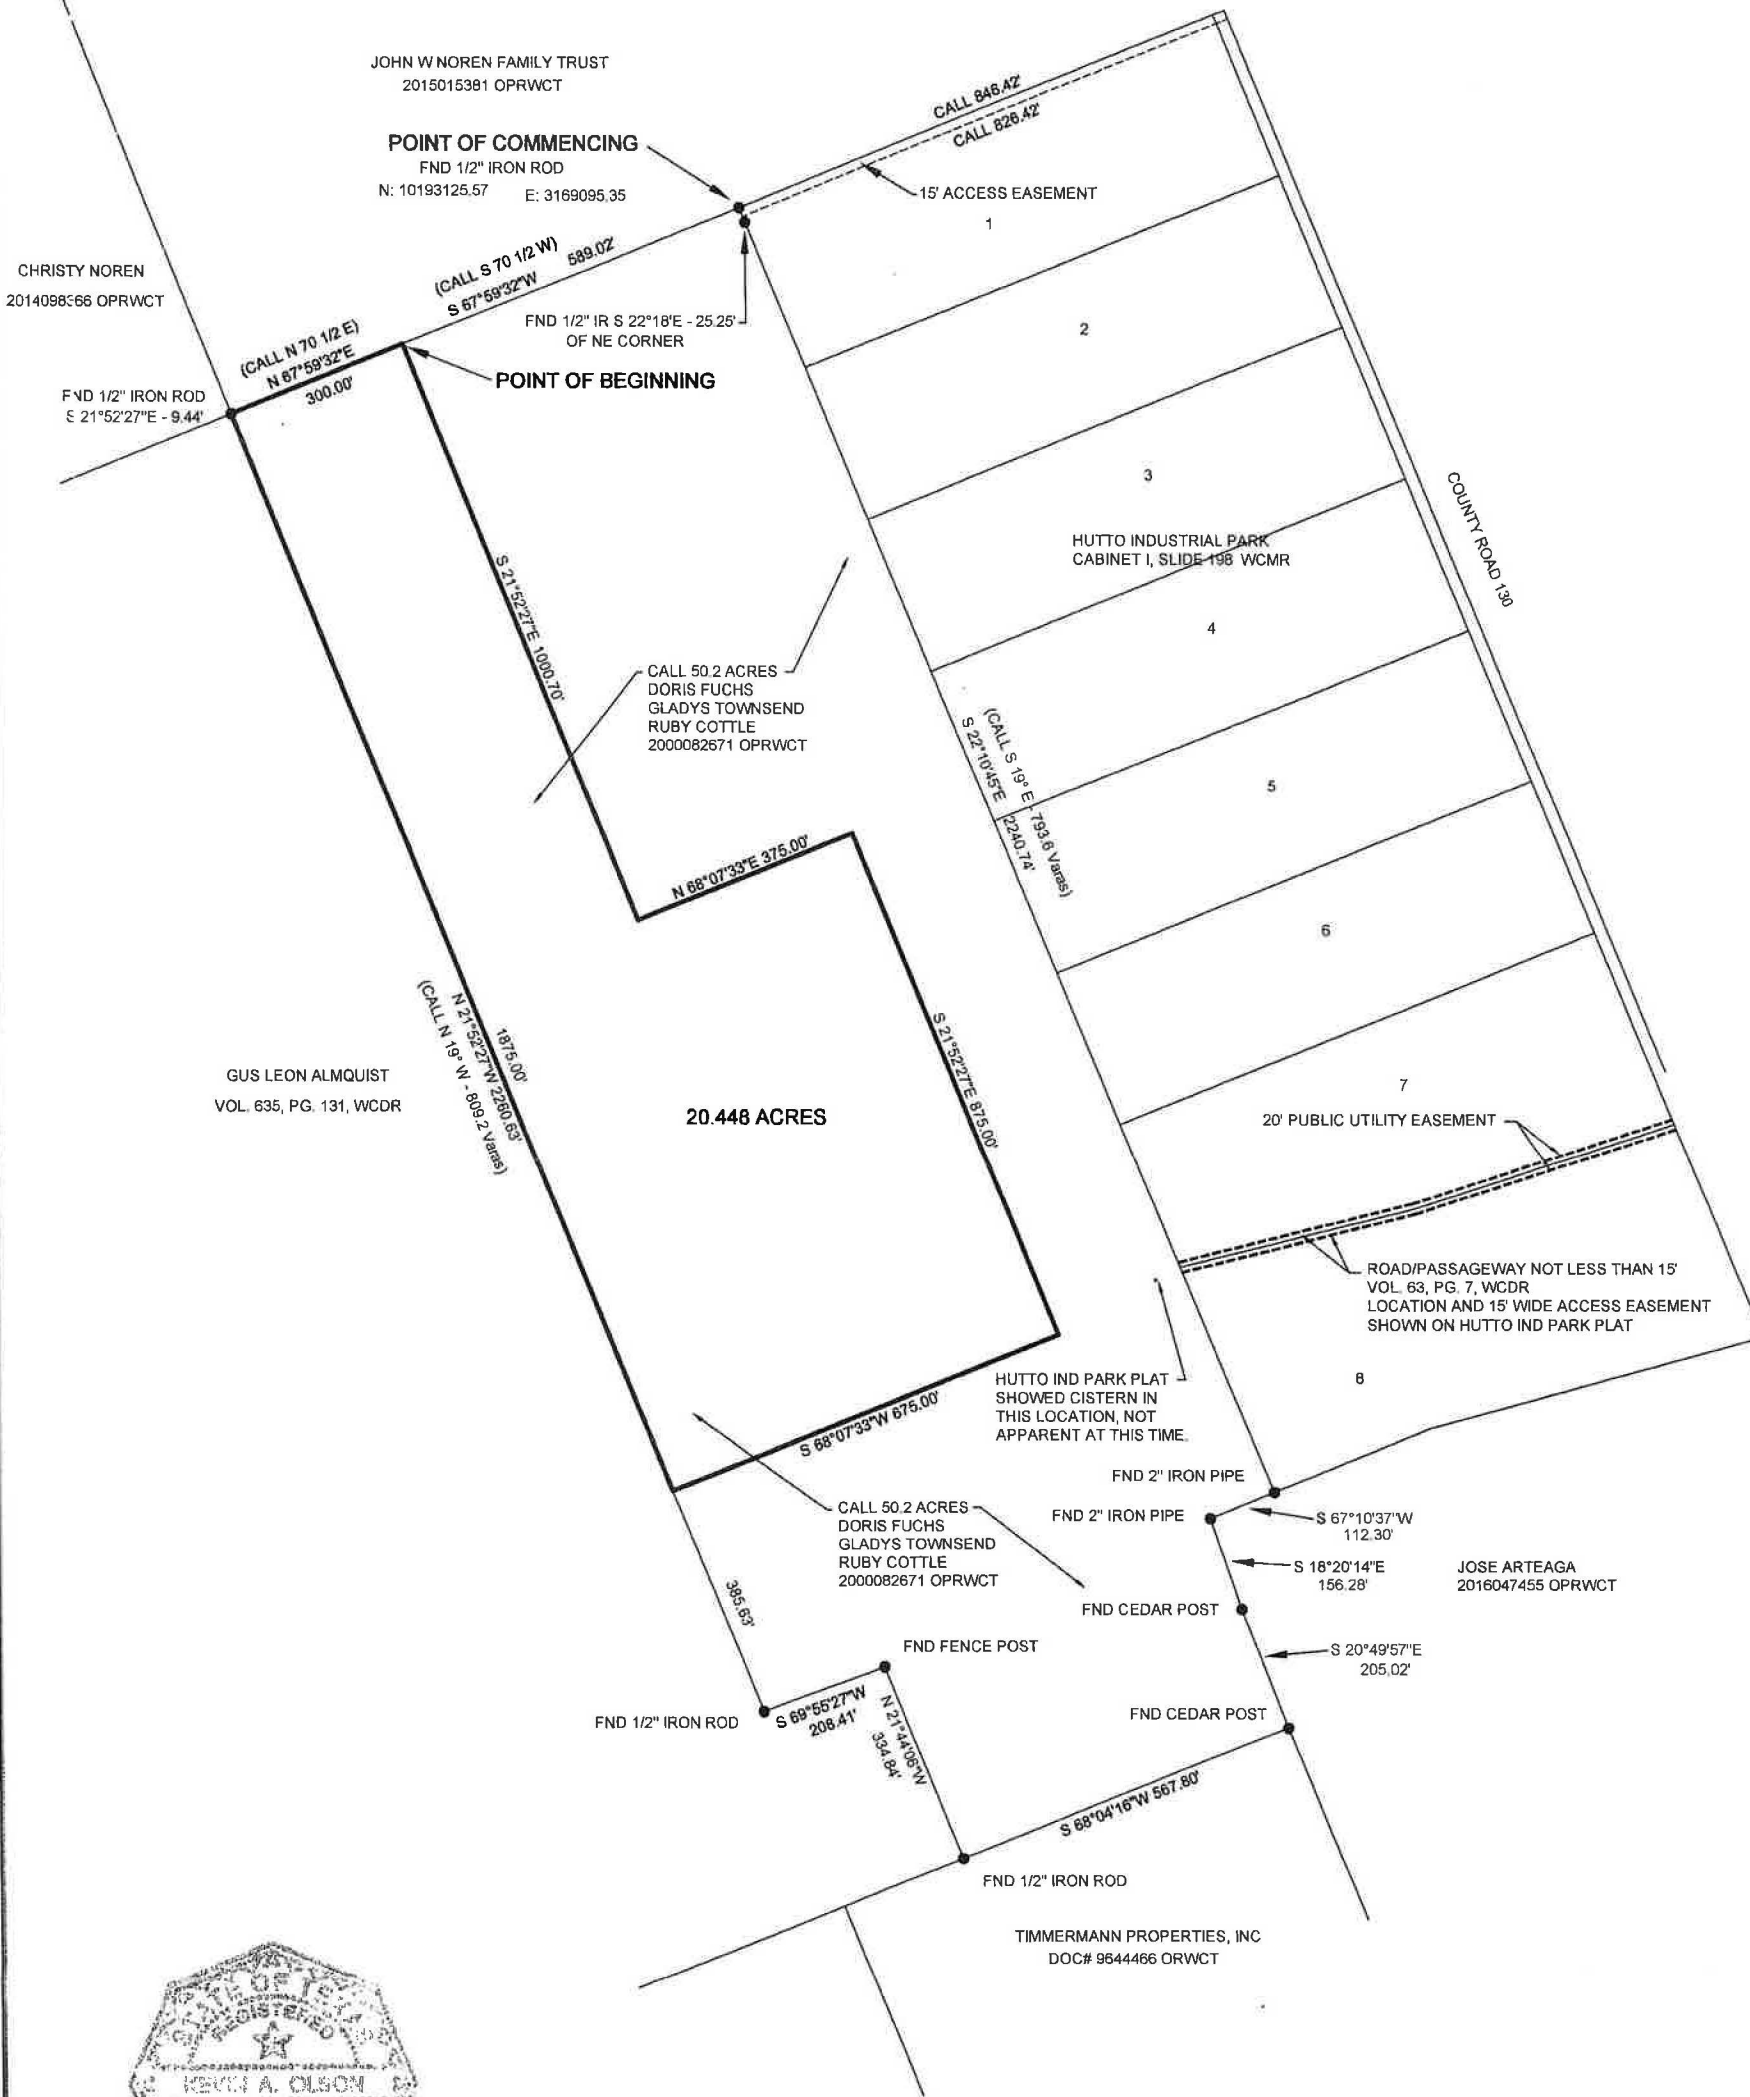 JOHN W NOREN FAMILY TRUST
2015015381 OPRWCT
CALL 846.42'
CALL 826.42'
POINT OF COMMENCING
FND 1/2" IRON ROD
N: 10193125.57 E: 3169095.35
15' ACCESS EASEMENT
1
CHRISTY NOREN
OPRWCT
(CALL S 70 1/2 W)
S 67°59'32"W 589.02'
FND 1/2" IR S 22°18'E - 25.25'
OF NE CORNER
2
(CALL N 70 1/2 E)
N 67°59'32"E
300.00'
POINT OF BEGINNING
FND 1/2" IRON ROD
S 21°52'27"E - 9.44'
3
HUTTO INDUSTRIAL PARK
CABINET I, SLIDE 198 WCMR
COUNTY ROAD 130
S 21°52'27"E 1000.70'
4
CALL 50.2 ACRES
DORIS FUCHS
GLADYS TOWNSEND
RUBY COTTLE
2000082671 OPRWCT
(CALL S 19° E - 793.6 Varas)
S 22°10'45"E 2240.74'
5
N 68°07'33"E 375.00'
6
1875.00'
N 21°52'27"W 2260.63'
(CALL N 19° W - 809.2 Varas)
S 21°52'27"E 875.00'
GUS LEON ALMQUIST
VOL. 635, PG. 131, WCDR
20.448 ACRES
7
20' PUBLIC UTILITY EASEMENT
ROAD/PASSAGEWAY NOT LESS THAN 15'
VOL. 63, PG. 7, WCDR
LOCATION AND 15' WIDE ACCESS EASEMENT
SHOWN ON HUTTO IND PARK PLAT
HUTTO IND PARK PLAT
SHOWED CISTERN IN
THIS LOCATION, NOT
APPARENT AT THIS TIME.
8
S 68°07'33"W 675.00'
FND 2" IRON PIPE
FND 2" IRON PIPE
S 67°10'37"W
112.30'
CALL 50.2 ACRES
DORIS FUCHS
GLADYS TOWNSEND
RUBY COTTLE
2000082671 OPRWCT
S 18°20'14"E
156.28'
JOSE ARTEAGA
2016047455 OPRWCT
385.63'
FND CEDAR POST
FND FENCE POST
S 20°49'57"E
205.02'
FND 1/2" IRON ROD
S 69°55'27"W
208.41'
N 21°44'06"W
334.84'
FND CEDAR POST
S 68°04'16"W 567.80'
FND 1/2" IRON ROD
TIMMERMANN PROPERTIES, INC
DOC# 9644466 ORWCT
STATE OF TEXAS
REGISTERED
KEVIN A. OLSON